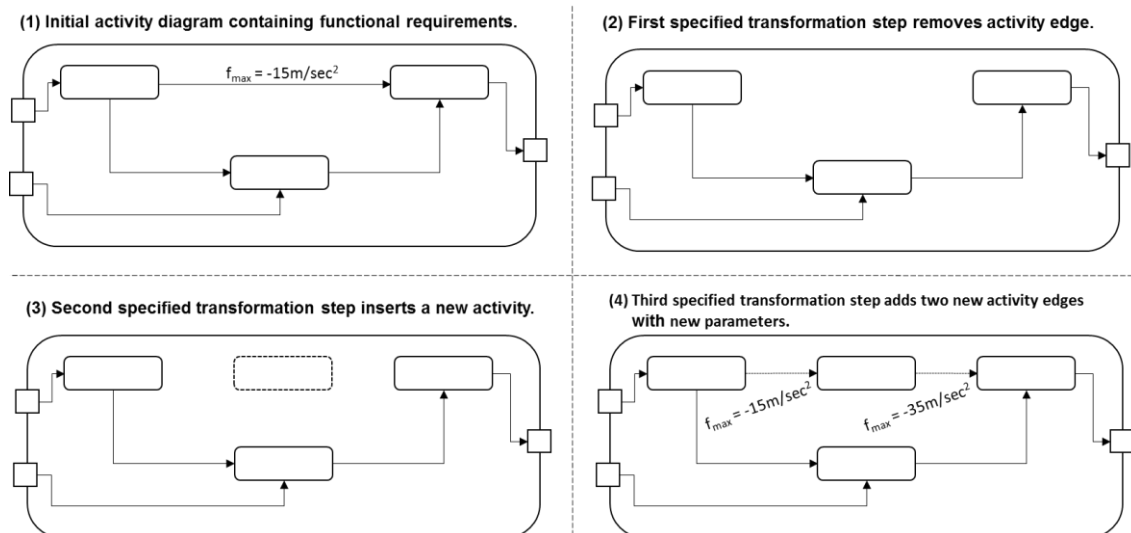 (1) Initial activity diagram containing functional requirements.
f_max = -15m/sec²
(2) First specified transformation step removes activity edge.
(3) Second specified transformation step inserts a new activity.
(4) Third specified transformation step adds two new activity edges
with new parameters.
f_max = -15m/sec²
f_max = -35m/sec²